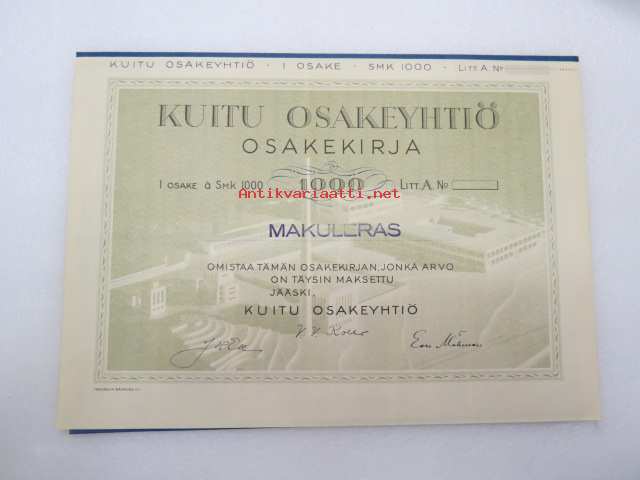 KUITU OSAKEYHTIÖ · 1 OSAKE · SMK 1000 · LITT. A. Nº
KUITU OSAKEYHTIÖ
OSAKEKIRJA
1 OSAKE à SMK 1000 1000 LITT. A. Nº
Antikvariaatti.net
MAKULERAS
OMISTAA TÄMÄN OSAKEKIRJAN, JONKA ARVO
ON TÄYSIN MAKSETTU
JÄÄSKI,
KUITU OSAKEYHTIÖ